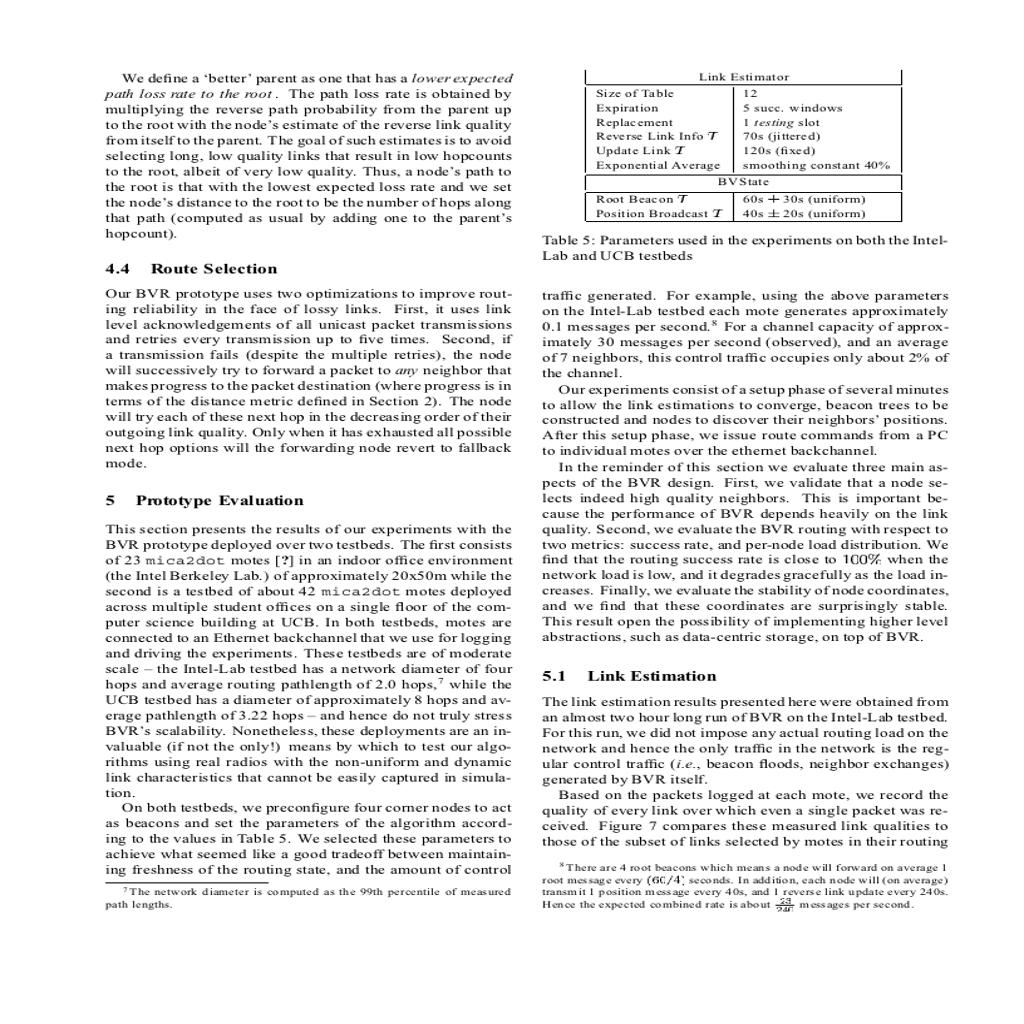 We define a ‘better’ parent as one that has a lower expected
path loss rate to the root. The path loss rate is obtained by
multiplying the reverse path probability from the parent up
to the root with the node’s estimate of the reverse link quality
from itself to the parent. The goal of such estimates is to avoid
selecting long, low quality links that result in low hopcounts
to the root, albeit of very low quality. Thus, a node’s path to
the root is that with the lowest expected loss rate and we set
the node’s distance to the root to be the number of hops along
that path (computed as usual by adding one to the parent’s
hopcount).
4.4 Route Selection
Our BVR prototype uses two optimizations to improve rout-
ing reliability in the face of lossy links. First, it uses link
level acknowledgements of all unicast packet transmissions
and retries every transmission up to five times. Second, if
a transmission fails (despite the multiple retries), the node
will successively try to forward a packet to any neighbor that
makes progress to the packet destination (where progress is in
terms of the distance metric defined in Section 2). The node
will try each of these next hop in the decreasing order of their
outgoing link quality. Only when it has exhausted all possible
next hop options will the forwarding node revert to fallback
mode.
5 Prototype Evaluation
This section presents the results of our experiments with the
BVR prototype deployed over two testbeds. The first consists
of 23 mica2dot motes [?] in an indoor office environment
(the Intel Berkeley Lab.) of approximately 20x50m while the
second is a testbed of about 42 mica2dot motes deployed
across multiple student offices on a single floor of the com-
puter science building at UCB. In both testbeds, motes are
connected to an Ethernet backchannel that we use for logging
and driving the experiments. These testbeds are of moderate
scale – the Intel-Lab testbed has a network diameter of four
hops and average routing pathlength of 2.0 hops,7 while the
UCB testbed has a diameter of approximately 8 hops and av-
erage pathlength of 3.22 hops – and hence do not truly stress
BVR’s scalability. Nonetheless, these deployments are an in-
valuable (if not the only!) means by which to test our algo-
rithms using real radios with the non-uniform and dynamic
link characteristics that cannot be easily captured in simula-
tion.
On both testbeds, we preconfigure four corner nodes to act
as beacons and set the parameters of the algorithm accord-
ing to the values in Table 5. We selected these parameters to
achieve what seemed like a good tradeoff between maintain-
ing freshness of the routing state, and the amount of control
7 The network diameter is computed as the 99th percentile of measured
path lengths.
Link Estimator
Size of Table 12
Expiration 5 succ. windows
Replacement 1 testing slot
Reverse Link Info T 70s (jittered)
Update Link T 120s (fixed)
Exponential Average smoothing constant 40%
BVState
Root Beacon T 60s + 30s (uniform)
Position Broadcast T 40s ± 20s (uniform)
Table 5: Parameters used in the experiments on both the Intel-
Lab and UCB testbeds
traffic generated. For example, using the above parameters
on the Intel-Lab testbed each mote generates approximately
0.1 messages per second.8 For a channel capacity of approx-
imately 30 messages per second (observed), and an average
of 7 neighbors, this control traffic occupies only about 2% of
the channel.
Our experiments consist of a setup phase of several minutes
to allow the link estimations to converge, beacon trees to be
constructed and nodes to discover their neighbors’ positions.
After this setup phase, we issue route commands from a PC
to individual motes over the ethernet backchannel.
In the reminder of this section we evaluate three main as-
pects of the BVR design. First, we validate that a node se-
lects indeed high quality neighbors. This is important be-
cause the performance of BVR depends heavily on the link
quality. Second, we evaluate the BVR routing with respect to
two metrics: success rate, and per-node load distribution. We
find that the routing success rate is close to 100% when the
network load is low, and it degrades gracefully as the load in-
creases. Finally, we evaluate the stability of node coordinates,
and we find that these coordinates are surprisingly stable.
This result open the possibility of implementing higher level
abstractions, such as data-centric storage, on top of BVR.
5.1 Link Estimation
The link estimation results presented here were obtained from
an almost two hour long run of BVR on the Intel-Lab testbed.
For this run, we did not impose any actual routing load on the
network and hence the only traffic in the network is the reg-
ular control traffic (i.e., beacon floods, neighbor exchanges)
generated by BVR itself.
Based on the packets logged at each mote, we record the
quality of every link over which even a single packet was re-
ceived. Figure 7 compares these measured link qualities to
those of the subset of links selected by motes in their routing
8 There are 4 root beacons which means a node will forward on average 1
root message every (60/4) seconds. In addition, each node will (on average)
transmit 1 position message every 40s, and 1 reverse link update every 240s.
Hence the expected combined rate is about 23/240 messages per second.